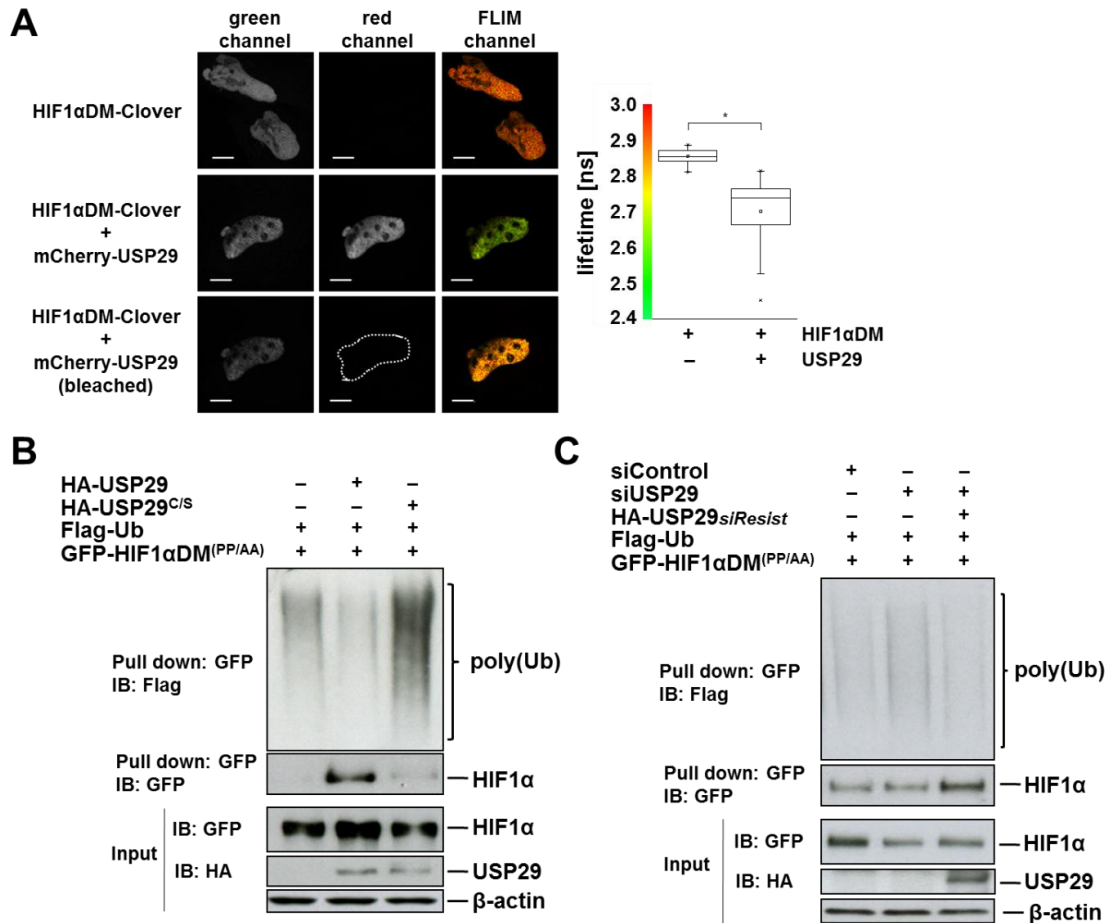 A
green channel
red channel
FLIM channel
HIF1αDM-Clover
HIF1αDM-Clover
+
mCherry-USP29
HIF1αDM-Clover
+
mCherry-USP29
(bleached)
lifetime [ns]
3.0
2.9
2.8
2.7
2.6
2.5
2.4
*
+ + HIF1αDM
– + USP29
B
HA-USP29 – + –
HA-USP29C/S – – +
Flag-Ub + + +
GFP-HIF1αDM(PP/AA) + + +
Pull down: GFP
IB: Flag
poly(Ub)
Pull down: GFP
IB: GFP
HIF1α
Input
IB: GFP
HIF1α
IB: HA
USP29
β-actin
C
siControl + – –
siUSP29 – + +
HA-USP29siResist – – +
Flag-Ub + + +
GFP-HIF1αDM(PP/AA) + + +
Pull down: GFP
IB: Flag
poly(Ub)
Pull down: GFP
IB: GFP
HIF1α
Input
IB: GFP
HIF1α
IB: HA
USP29
β-actin